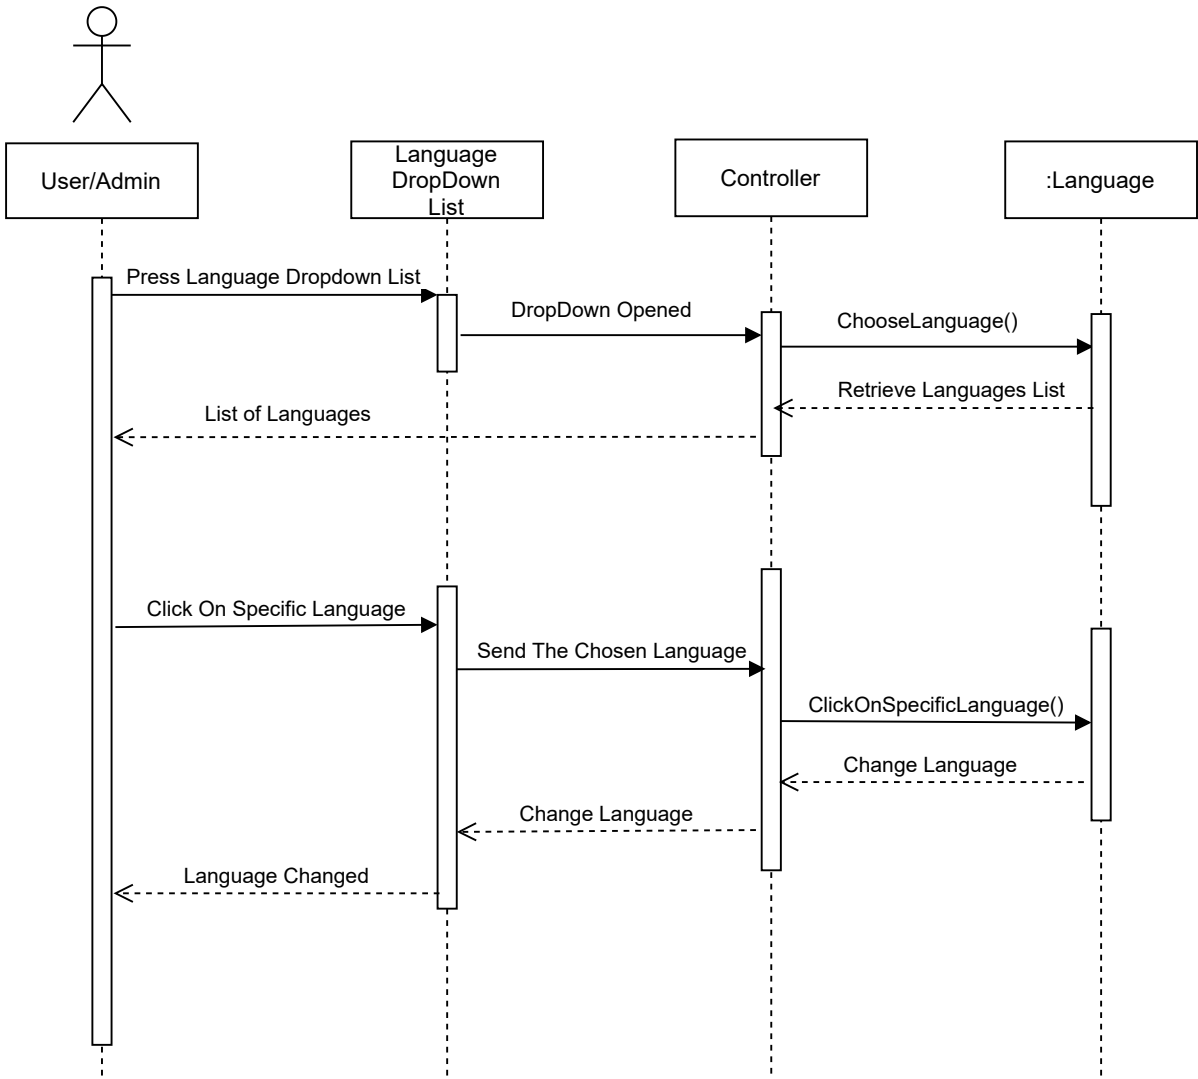 User/Admin
Language
DropDown
List
Controller
:Language
Press Language Dropdown List
DropDown Opened
ChooseLanguage()
Retrieve Languages List
List of Languages
Click On Specific Language
Send The Chosen Language
ClickOnSpecificLanguage()
Change Language
Change Language
Language Changed